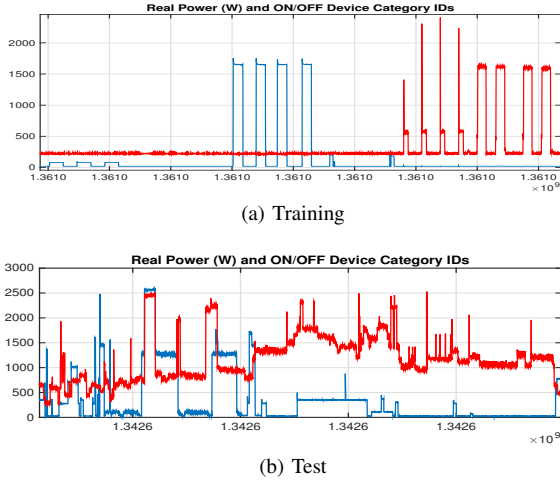 Real Power (W) and ON/OFF Device Category IDs
2000
1500
1000
500
0
1.3610 1.3610 1.3610 1.3610 1.3610 1.3610 1.3610 1.3610 1.3610
×10⁹
(a) Training
Real Power (W) and ON/OFF Device Category IDs
3000
2500
2000
1500
1000
500
0
1.3426 1.3426 1.3426 1.3426
×10⁹
(b) Test